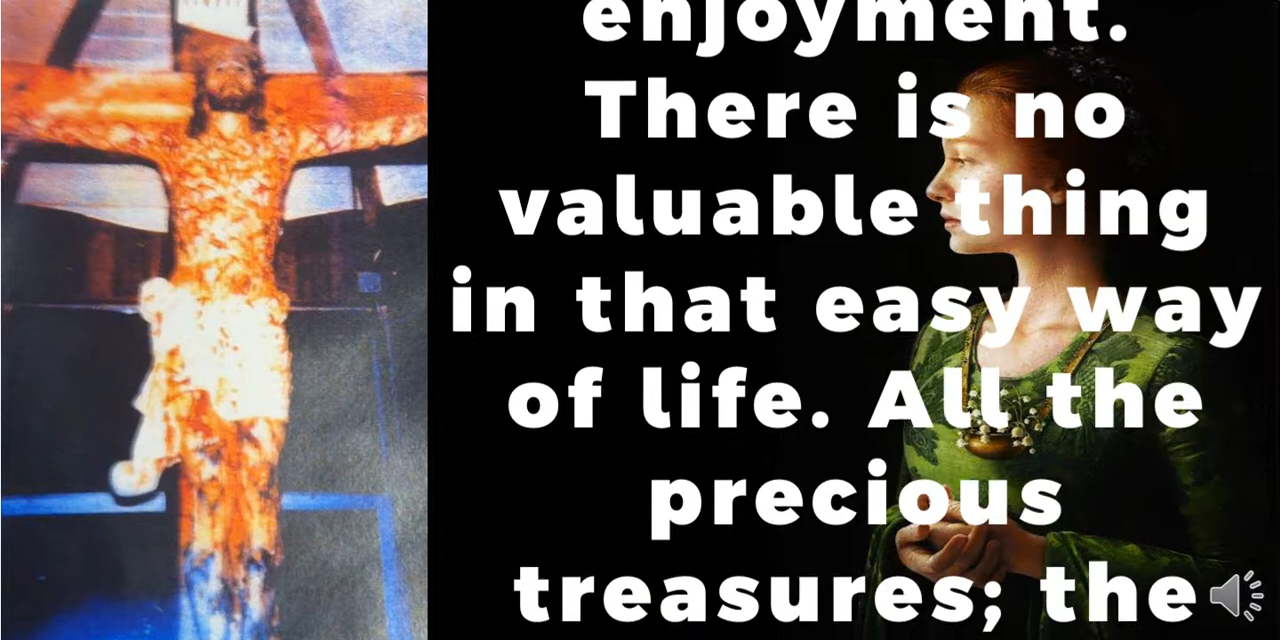 enjoyment.
There is no
valuable thing
in that easy way
of life. All the
precious
treasures; the